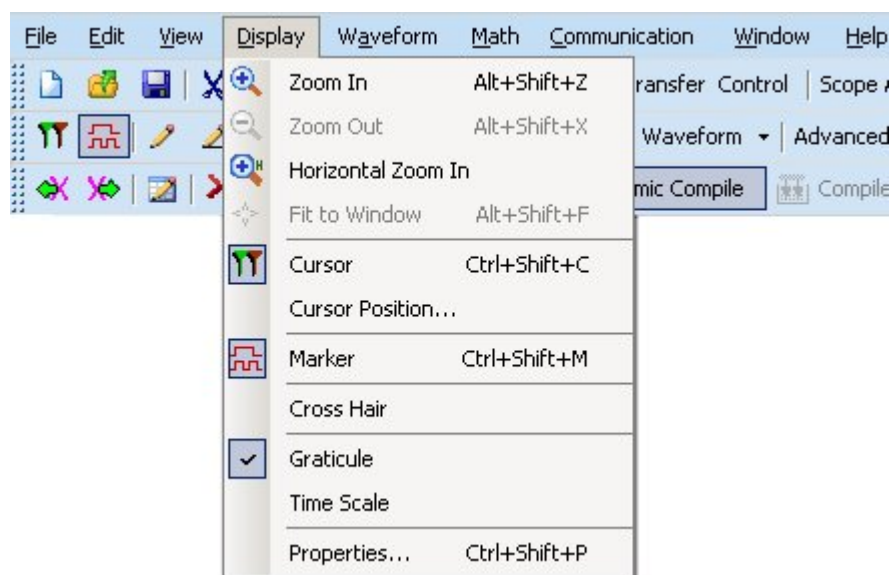 File Edit View Display Waveform Math Communication Window Help
Zoom In Alt+Shift+Z
Control Scope
Zoom Out Alt+Shift+X
Waveform Advanced
Horizontal Zoom In
Compile Compile
Fit to Window Alt+Shift+F
Cursor Ctrl+Shift+C
Cursor Position...
Marker Ctrl+Shift+M
Cross Hair
Graticule
Time Scale
Properties... Ctrl+Shift+P